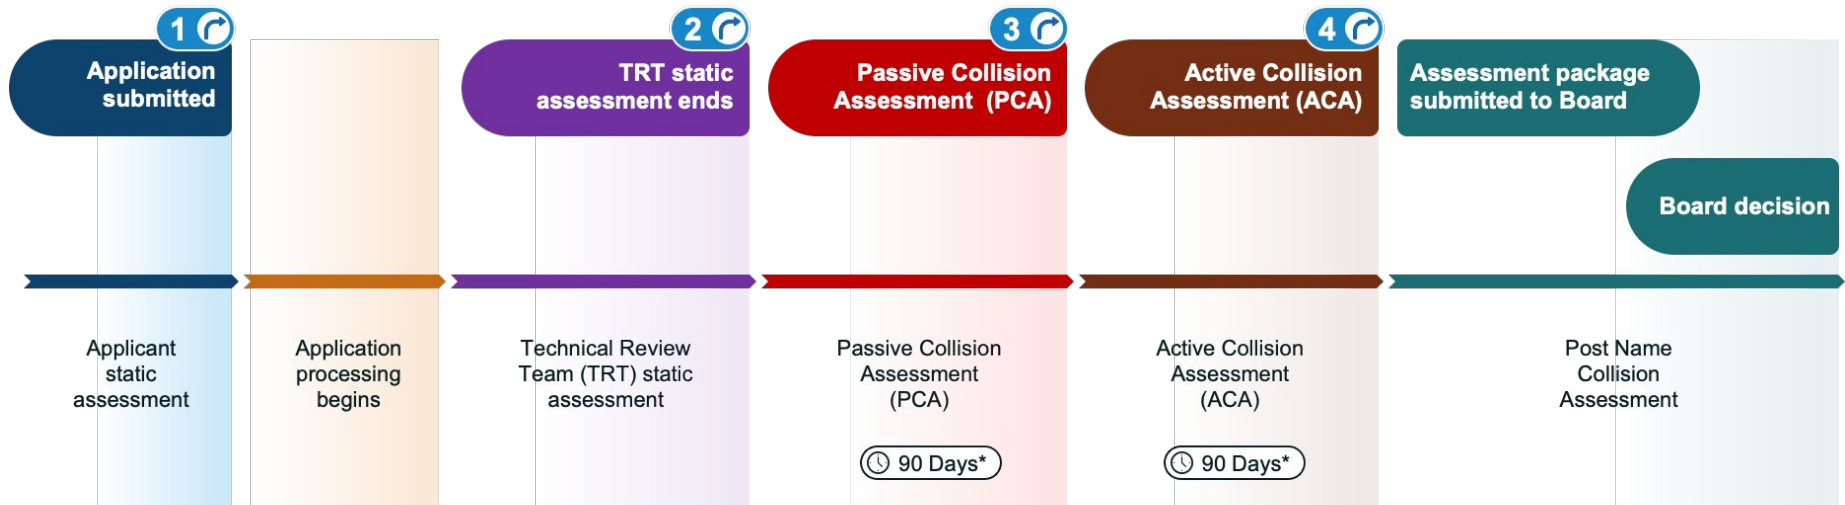 1
Application
submitted
2
TRT static
assessment ends
3
Passive Collision
Assessment (PCA)
4
Active Collision
Assessment (ACA)
Assessment package
submitted to Board
Board decision
Applicant
static
assessment
Application
processing
begins
Technical Review
Team (TRT) static
assessment
Passive Collision
Assessment
(PCA)
90 Days*
Active Collision
Assessment
(ACA)
90 Days*
Post Name
Collision
Assessment